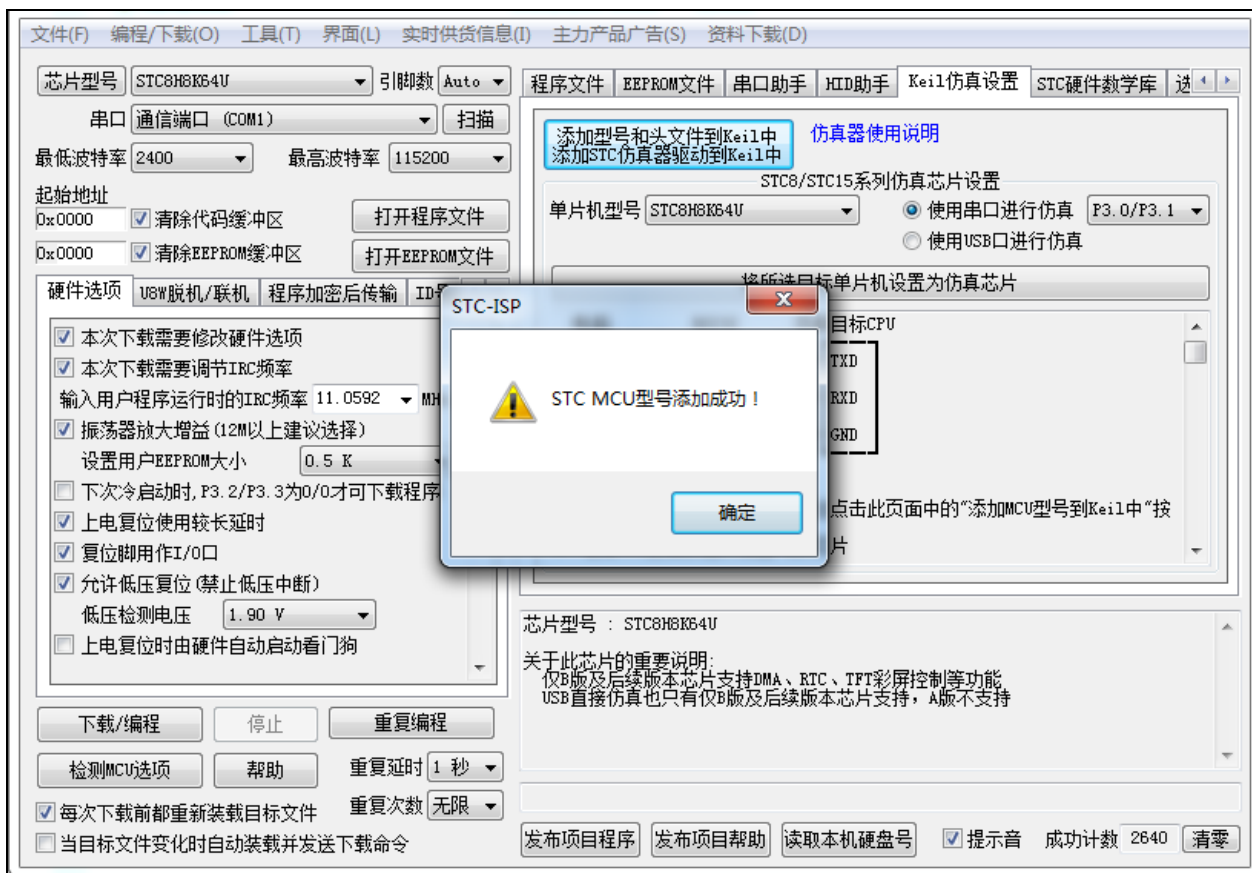 文件(F) 编程/下载(O) 工具(T) 界面(L) 实时供货信息(I) 主力产品广告(S) 资料下载(D)
芯片型号 STC8H8K64U 引脚数 Auto
串口 通信端口 (COM1) 扫描
最低波特率 2400 最高波特率 115200
起始地址
0x0000 清除代码缓冲区 打开程序文件
0x0000 清除EEPROM缓冲区 打开EEPROM文件
硬件选项 U8W脱机/联机 程序加密后传输
本次下载需要修改硬件选项
本次下载需要调节IRC频率
输入用户程序运行时的IRC频率 11.0592 MH
振荡器放大增益(12M以上建议选择)
设置用户EEPROM大小 0.5 K
下次冷启动时,P3.2/P3.3为0/0才可下载程序
上电复位使用较长延时
复位脚用作I/O口
允许低压复位(禁止低压中断)
低压检测电压 1.90 V
上电复位时由硬件自动启动看门狗
下载/编程 停止 重复编程
检测MCU选项 帮助 重复延时 1 秒
每次下载前都重新装载目标文件 重复次数 无限
当目标文件变化时自动装载并发送下载命令
程序文件 EEPROM文件 串口助手 HID助手 Keil仿真设置 STC硬件数学库 选
添加型号和头文件到Keil中
添加STC仿真器驱动到Keil中
仿真器使用说明
STC8/STC15系列仿真芯片设置
单片机型号 STC8H8K64U 使用串口进行仿真 P3.0/P3.1
使用USB口进行仿真
将所选目标单片机设置为仿真芯片
目标CPU
TXD
RXD
GND
点击此页面中的“添加MCU型号到Keil中”按
片
STC-ISP
STC MCU型号添加成功！
确定
芯片型号 : STC8H8K64U
关于此芯片的重要说明:
仅B版及后续版本芯片支持DMA、RTC、TFT彩屏控制等功能
USB直接仿真也只有仅B版及后续版本芯片支持，A版不支持
发布项目程序 发布项目帮助 读取本机硬盘号 提示音 成功计数 2640 清零